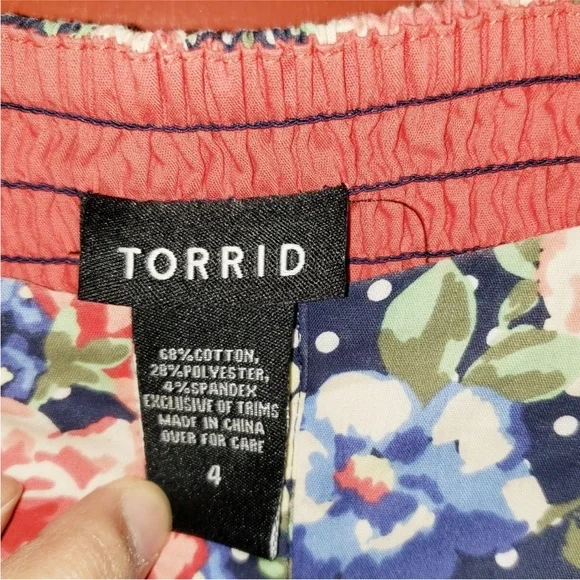 TORRID
68%COTTON,
28%POLYESTER,
4%SPANDEX
EXCLUSIVE OF TRIMS
MADE IN CHINA
OVER FOR CARE
4